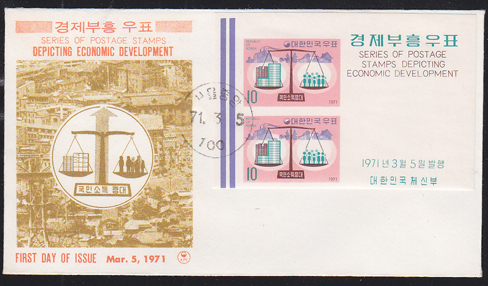 경제부흥 우표
SERIES OF POSTAGE STAMPS
DEPICTING ECONOMIC DEVELOPMENT
국민소득 증대
FIRST DAY OF ISSUE Mar. 5, 1971
71. 3. 5
100
REPUBLIC OF KOREA
대한민국우표
국민소득증대
10
1971
대한민국우표
국민소득증대
10
1971
경제부흥우표
SERIES OF POSTAGE
STAMPS DEPICTING
ECONOMIC DEVELOPMENT
1971년 3월 5일 발행
대한민국체신부